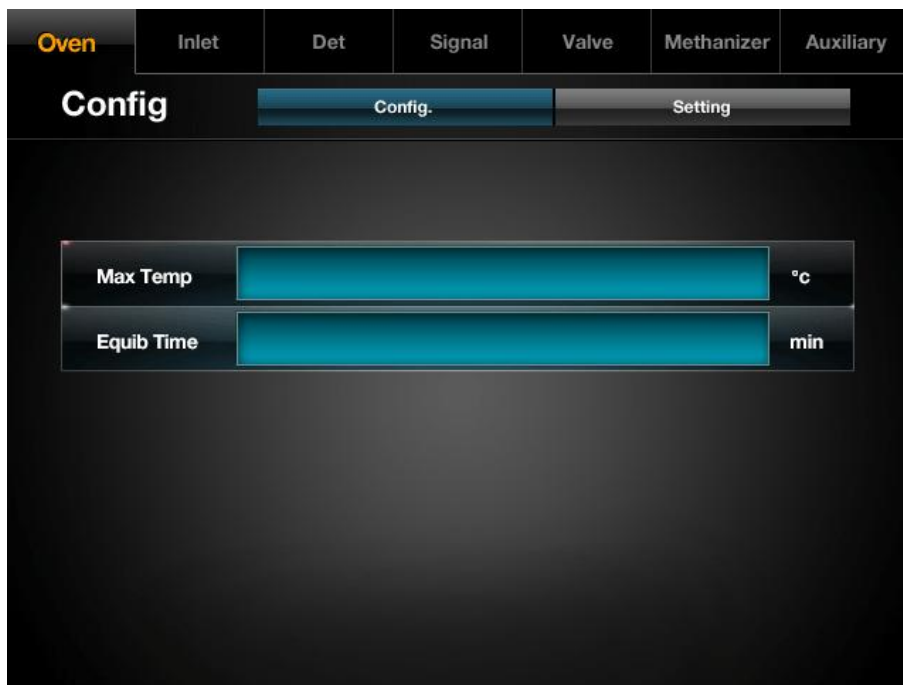 Oven Inlet Det Signal Valve Methanizer Auxiliary
Config Config. Setting
Max Temp °c
Equib Time min